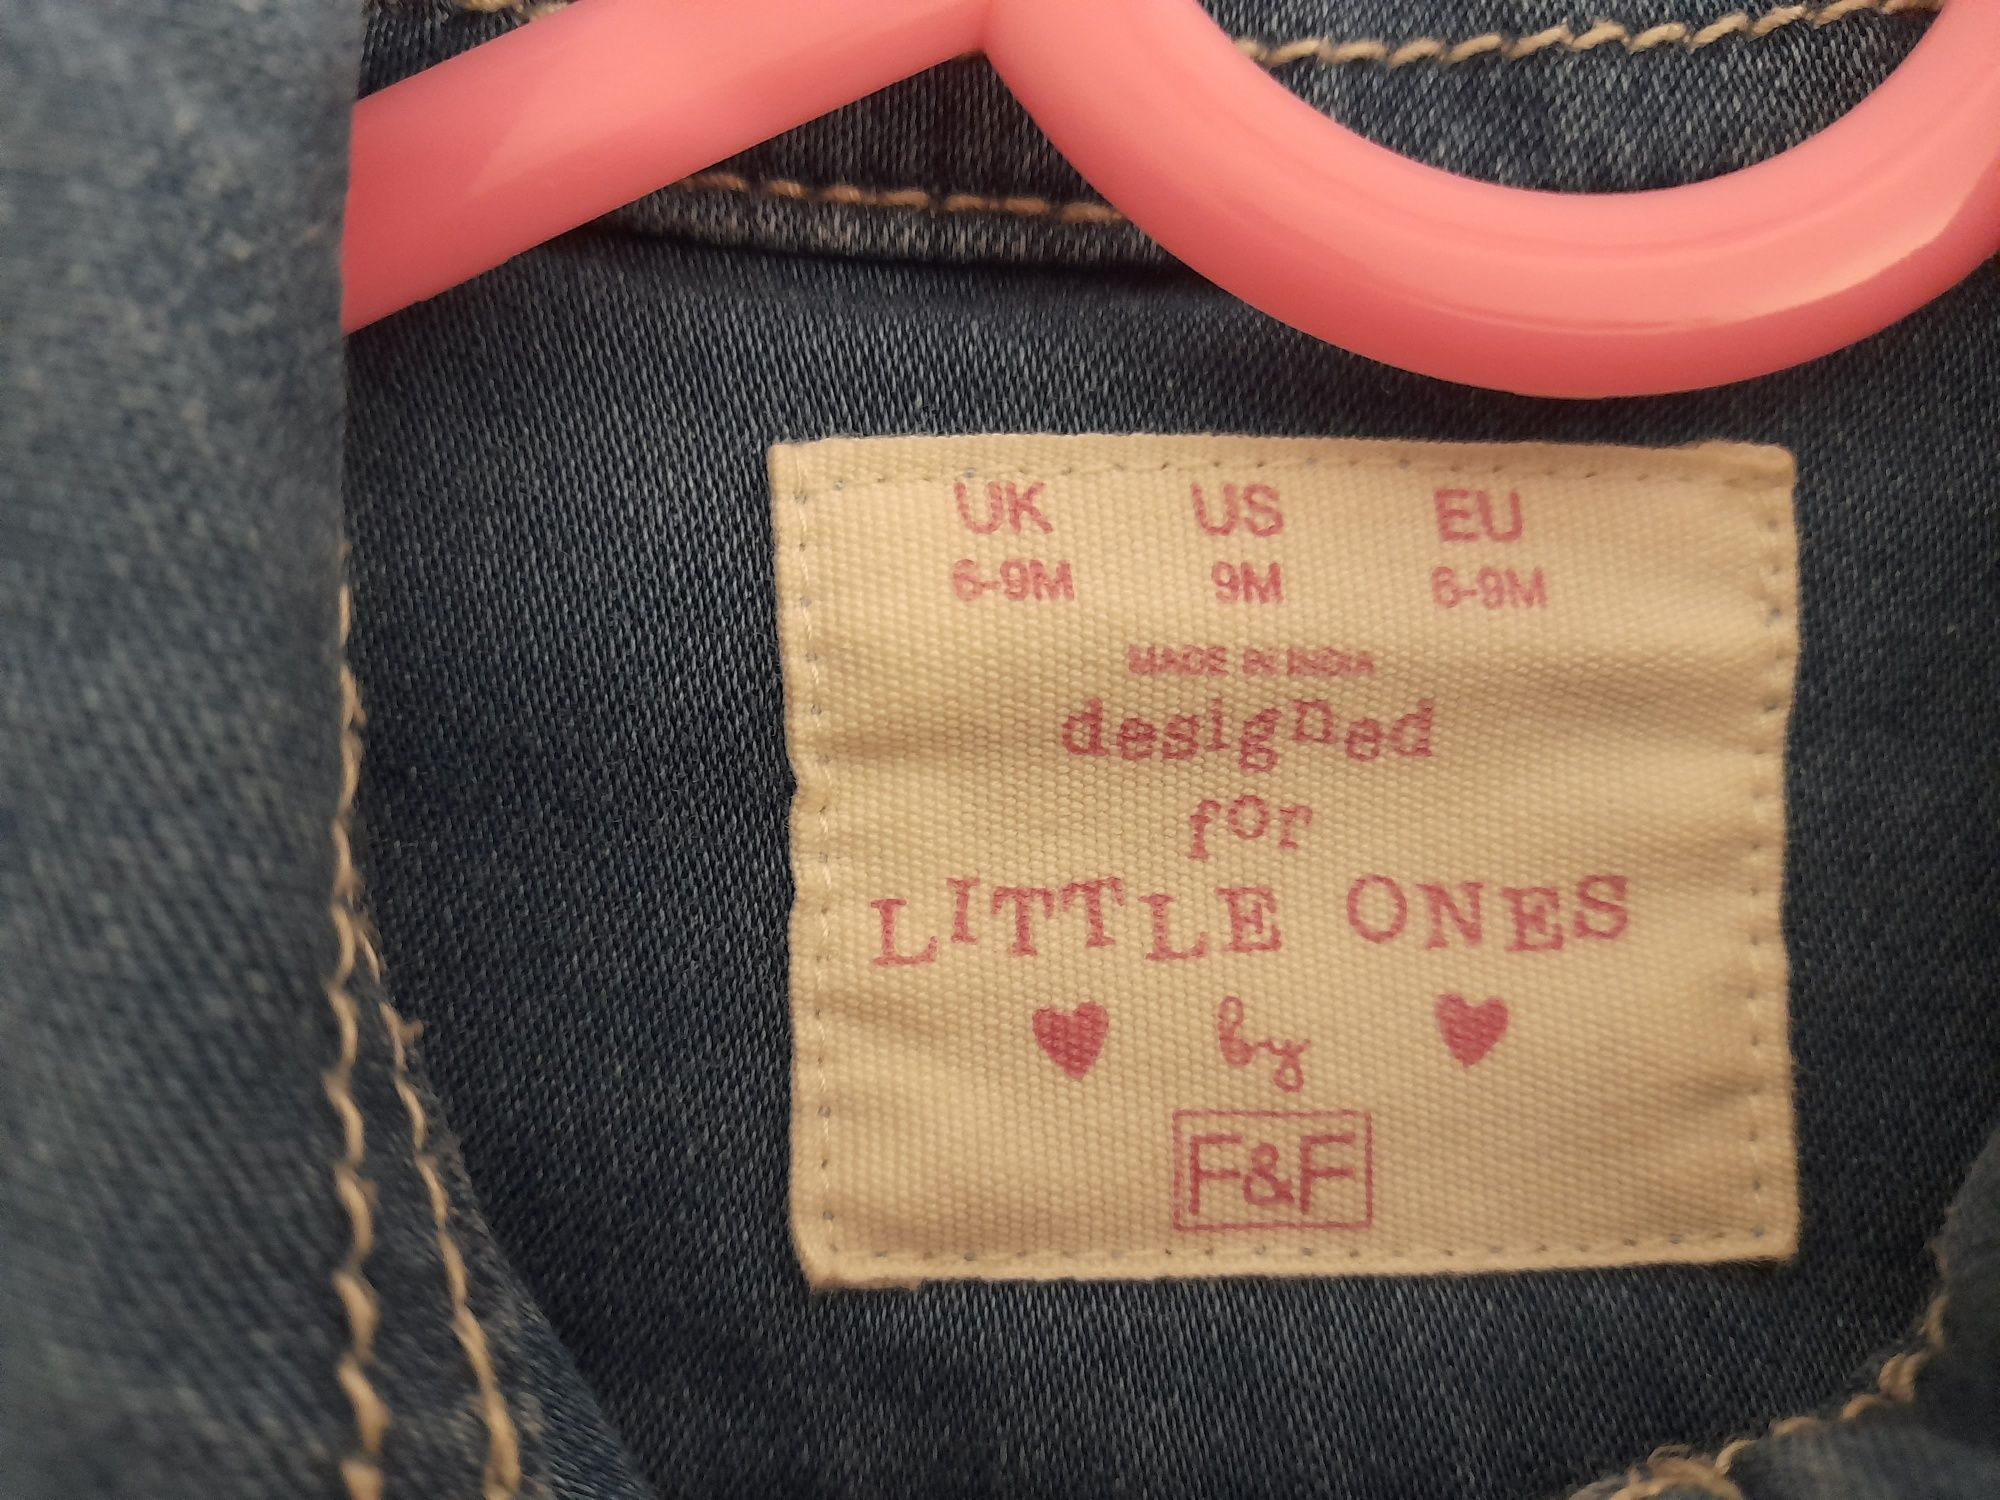 UK US EU
6-9M 9M 6-9M
MADE IN INDIA
designed
for
LITTLE ONES
by
F&F